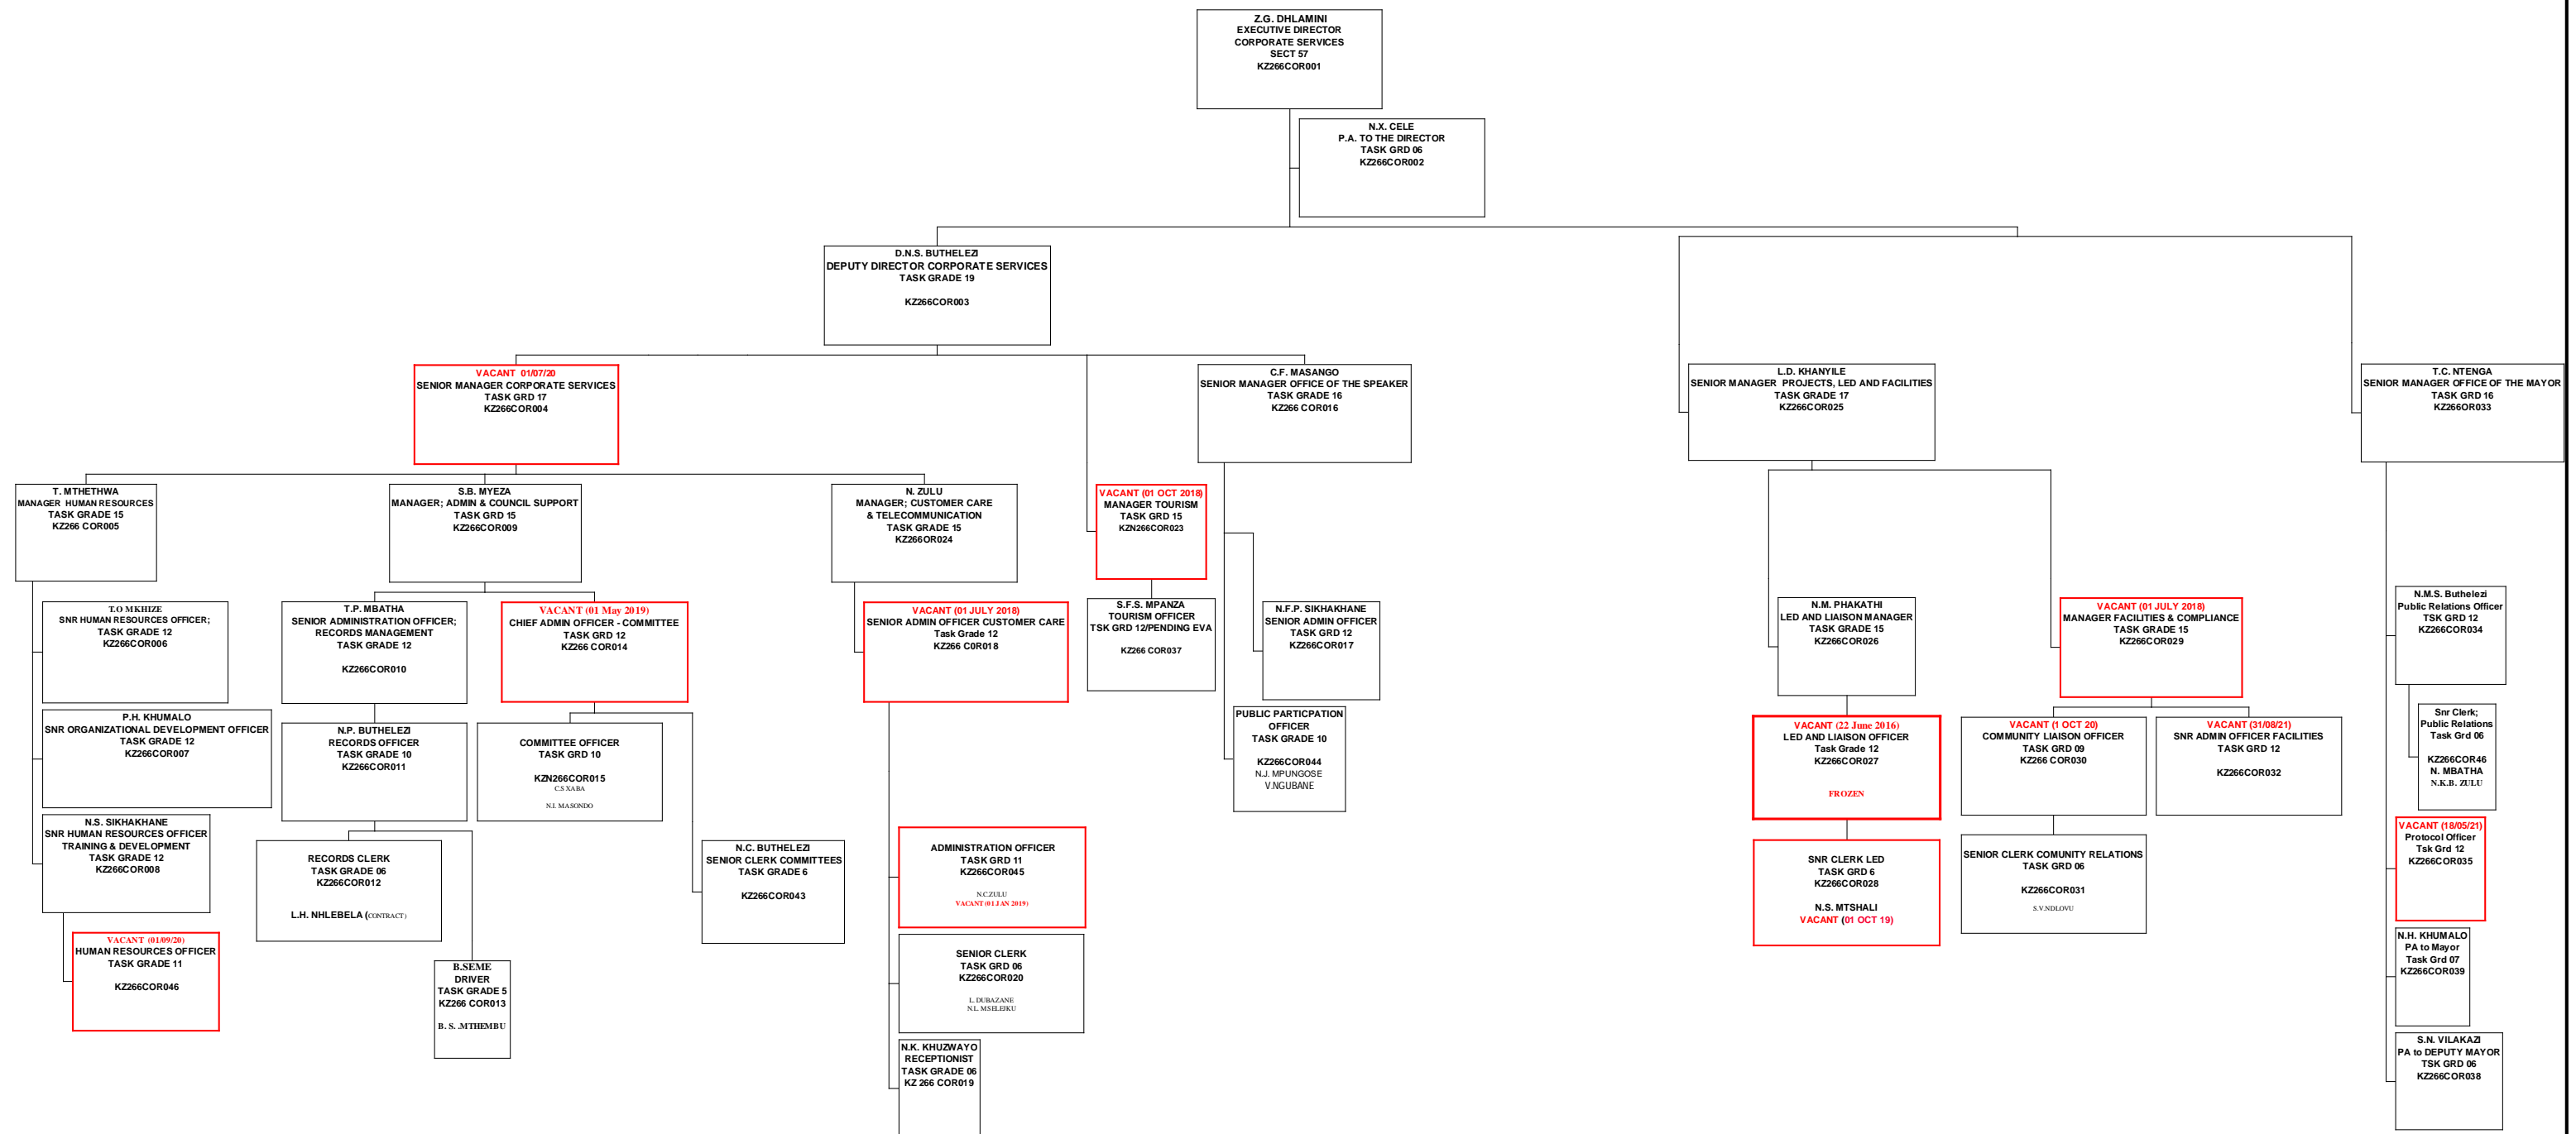 Z.G. DHLAMINI
EXECUTIVE DIRECTOR
CORPORATE SERVICES
SECT 57
KZ266COR001
N.X. CELE
P.A. TO THE DIRECTOR
TASK GRD 06
KZ266COR002
D.N.S. BUTHELEZI
DEPUTY DIRECTOR CORPORATE SERVICES
TASK GRADE 19
KZ266COR003
VACANT 01/07/20
SENIOR MANAGER CORPORATE SERVICES
TASK GRD 17
KZ266COR004
C.F. MASANGO
SENIOR MANAGER OFFICE OF THE SPEAKER
TASK GRADE 16
KZ266 COR016
L.D. KHANYILE
SENIOR MANAGER PROJECTS, LED AND FACILITIES
TASK GRADE 17
KZ266COR025
T.C. NTENGA
SENIOR MANAGER OFFICE OF THE MAYOR
TASK GRD 16
KZ266OR033
T. MTHETHWA
MANAGER HUMAN RESOURCES
TASK GRADE 15
KZ266 COR005
S.B. MYEZA
MANAGER; ADMIN & COUNCIL SUPPORT
TASK GRD 15
KZ266COR009
N. ZULU
MANAGER; CUSTOMER CARE
& TELECOMMUNICATION
TASK GRADE 15
KZ266OR024
VACANT (01 OCT 2018)
MANAGER TOURISM
TASK GRD 15
KZN266COR023
T.O MKHIZE
SNR HUMAN RESOURCES OFFICER;
TASK GRADE 12
KZ266COR006
T.P. MBATHA
SENIOR ADMINISTRATION OFFICER;
RECORDS MANAGEMENT
TASK GRADE 12
KZ266COR010
VACANT (01 May 2019)
CHIEF ADMIN OFFICER - COMMITTEE
TASK GRD 12
KZ266 COR014
VACANT (01 JULY 2018)
SENIOR ADMIN OFFICER CUSTOMER CARE
Task Grade 12
KZ266 C0R018
S.F.S. MPANZA
TOURISM OFFICER
TSK GRD 12/PENDING EVA
KZ266 COR037
N.F.P. SIKHAKHANE
SENIOR ADMIN OFFICER
TASK GRD 12
KZ266COR017
N.M. PHAKATHI
LED AND LIAISON MANAGER
TASK GRADE 15
KZ266COR026
VACANT (01 JULY 2018)
MANAGER FACILITIES & COMPLIANCE
TASK GRADE 15
KZ266COR029
N.M.S. Buthelezi
Public Relations Officer
TSK GRD 12
KZ266COR034
P.H. KHUMALO
SNR ORGANIZATIONAL DEVELOPMENT OFFICER
TASK GRADE 12
KZ266COR007
N.P. BUTHELEZI
RECORDS OFFICER
TASK GRADE 10
KZ266COR011
COMMITTEE OFFICER
TASK GRD 10
KZN266COR015
C.S XABA
N.I. MASONDO
PUBLIC PARTICPATION
OFFICER
TASK GRADE 10
KZ266COR044
N.J. MPUNGOSE
V.NGUBANE
VACANT (22 June 2016)
LED AND LIAISON OFFICER
Task Grade 12
KZ266COR027
FROZEN
VACANT (1 OCT 20)
COMMUNITY LIAISON OFFICER
TASK GRD 09
KZ266 COR030
VACANT (31/08/21)
SNR ADMIN OFFICER FACILITIES
TASK GRD 12
KZ266COR032
Snr Clerk;
Public Relations
Task Grd 06
KZ266COR46
N. MBATHA
N.K.B. ZULU
N.S. SIKHAKHANE
SNR HUMAN RESOURCES OFFICER
TRAINING & DEVELOPMENT
TASK GRADE 12
KZ266COR008
RECORDS CLERK
TASK GRADE 06
KZ266COR012
L.H. NHLEBELA (CONTRACT)
N.C. BUTHELEZI
SENIOR CLERK COMMITTEES
TASK GRADE 6
KZ266COR043
ADMINISTRATION OFFICER
TASK GRD 11
KZ266COR045
N.C.ZULU
VACANT (01 JAN 2019)
SNR CLERK LED
TASK GRD 6
KZ266COR028
N.S. MTSHALI
VACANT (01 OCT 19)
SENIOR CLERK COMUNITY RELATIONS
TASK GRD 06
KZ266COR031
S.V.NDLOVU
VACANT (18/05/21)
Protocol Officer
Tsk Grd 12
KZ266COR035
VACANT (01/09/20)
HUMAN RESOURCES OFFICER
TASK GRADE 11
KZ266COR046
B.SEME
DRIVER
TASK GRADE 5
KZ266 COR013
B. S. .MTHEMBU
SENIOR CLERK
TASK GRD 06
KZ266COR020
L. DUBAZANE
N.L. MSELEJKU
N.H. KHUMALO
PA to Mayor
Task Grd 07
KZ266COR039
N.K. KHUZWAYO
RECEPTIONIST
TASK GRADE 06
KZ 266 COR019
S.N. VILAKAZI
PA to DEPUTY MAYOR
TSK GRD 06
KZ266COR038